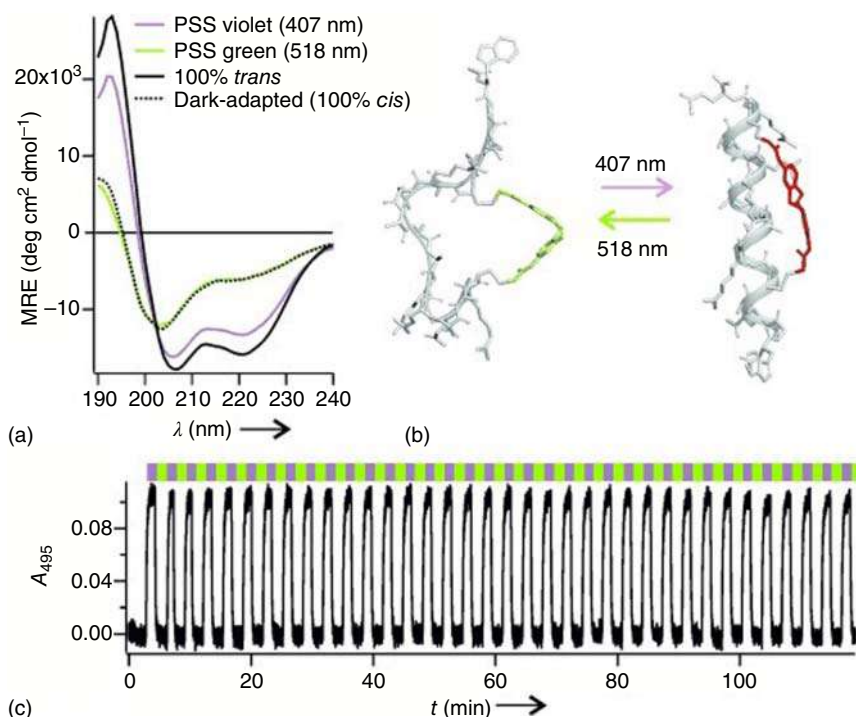 PSS violet (407 nm)
PSS green (518 nm)
100% trans
Dark-adapted (100% cis)
20x10³
10
0
−10
MRE (deg cm² dmol⁻¹)
190 200 210 220 230 240
λ (nm)
(a)
407 nm
518 nm
(b)
0.08
0.04
0.00
A₄₉₅
0 20 40 60 80 100
t (min)
(c)